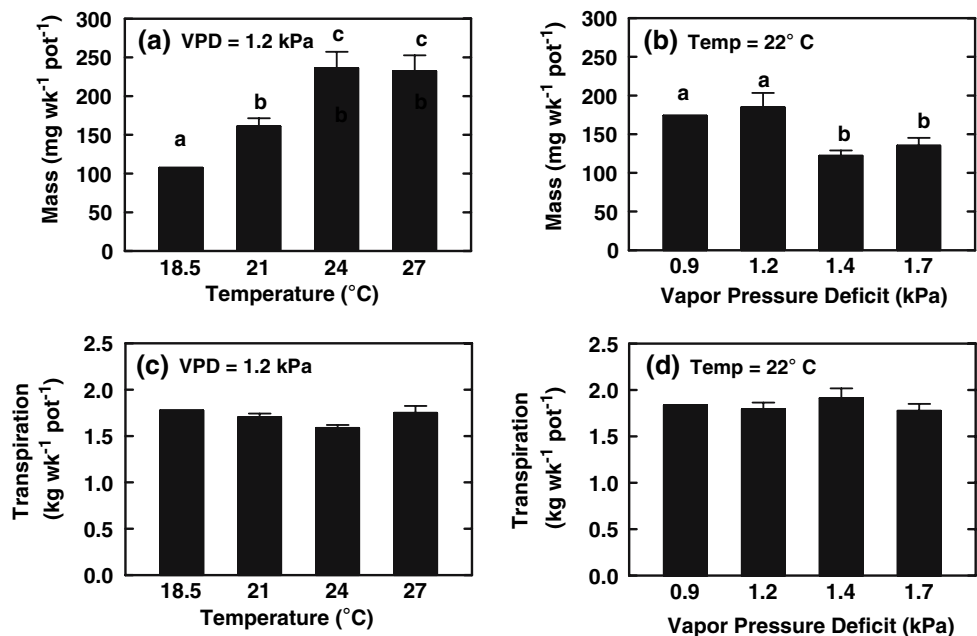 (a) VPD = 1.2 kPa
Mass (mg wk-1 pot-1)
300
250
200
150
100
50
0
a
b
c
b
c
b
18.5 21 24 27
Temperature (°C)
(b) Temp = 22° C
Mass (mg wk-1 pot-1)
300
250
200
150
100
50
0
a
a
b
b
0.9 1.2 1.4 1.7
Vapor Pressure Deficit (kPa)
(c) VPD = 1.2 kPa
Transpiration
(kg wk-1 pot-1)
2.5
2.0
1.5
1.0
0.5
0.0
18.5 21 24 27
Temperature (°C)
(d) Temp = 22° C
Transpiration
(kg wk-1 pot-1)
2.5
2.0
1.5
1.0
0.5
0.0
0.9 1.2 1.4 1.7
Vapor Pressure Deficit (kPa)